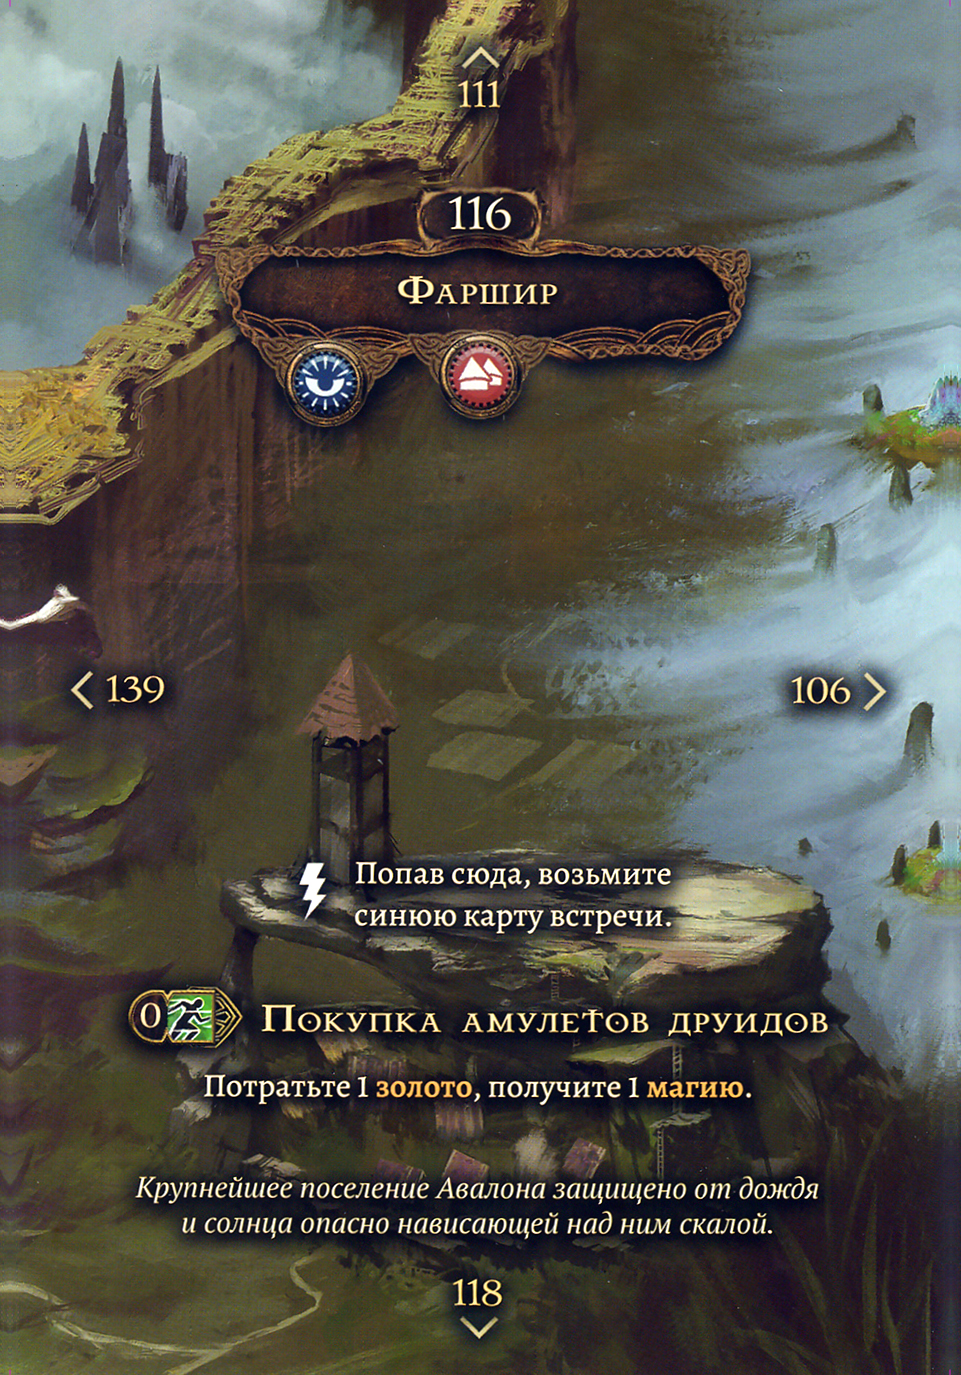 111
116
Фаршир
139
106
Попав сюда, возьмите
синюю карту встречи.
0 Покупка амулетов друидов
Потратьте 1 золото, получите 1 магию.
Крупнейшее поселение Авалона защищено от дождя
и солнца опасно нависающей над ним скалой.
118